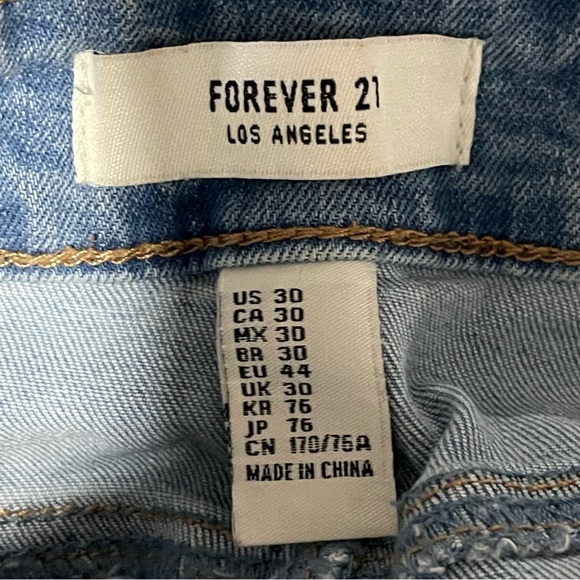 FOREVER 21
LOS ANGELES
US 30
CA 30
MX 30
BR 30
EU 44
UK 30
KR 76
JP 76
CN 170/76A
MADE IN CHINA